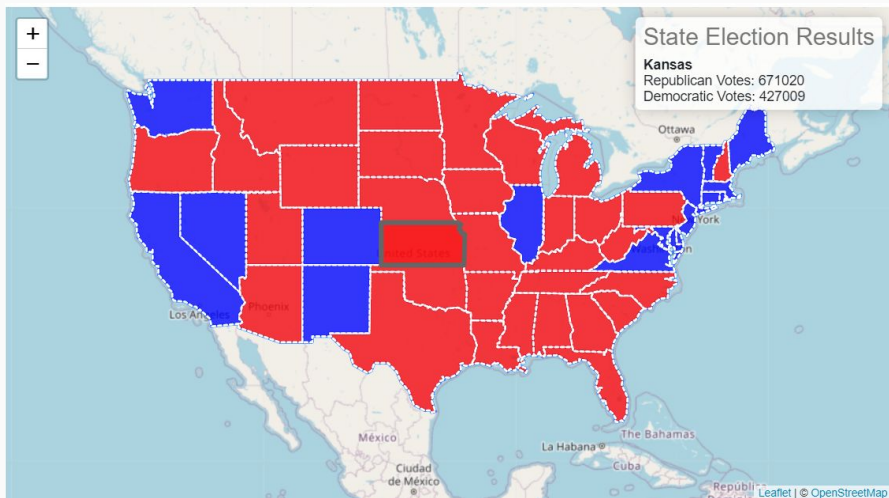 +
−
State Election Results
Kansas
Republican Votes: 671020
Democratic Votes: 427009
Ottawa
United States
Phoenix
Los Angeles
México
Ciudad
de México
La Habana
The Bahamas
Cuba
Leaflet | © OpenStreetMap